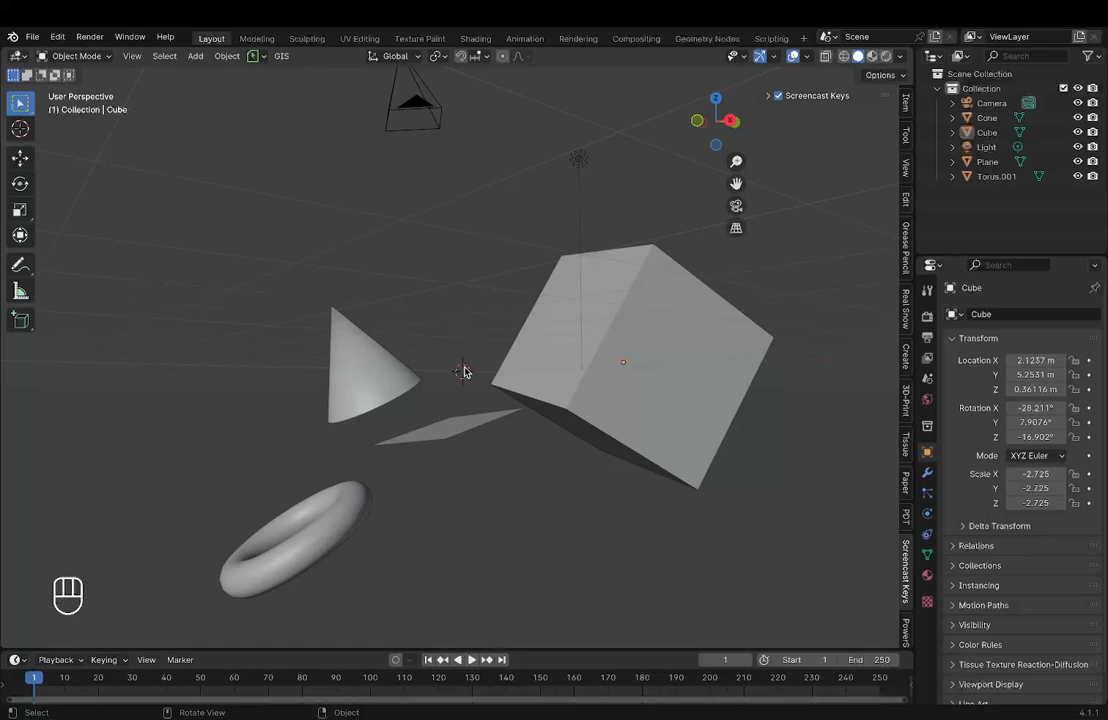 File Edit Render Window Help Layout Modeling Sculpting UV Editing Texture Paint Shading Animation Rendering Compositing Geometry Nodes Scripting + Scene ViewLayer
Object Mode View Select Add Object GIS Global Search
Options
User Perspective
(1) Collection | Cube
Screencast Keys
Z
X
Item
Tool
View
Edit
Grease Pencil
Real Snow
Create
3D-Print
Tissue
Paper
PDT
Screencast Keys
PowerS
Scene Collection
Collection
Camera
Cone
Cube
Light
Plane
Torus.001
Search
Cube
Cube
Transform
Location X 2.1237 m
Y 5.2531 m
Z 0.36116 m
Rotation X -28.211°
Y 7.9076°
Z -16.902°
Mode XYZ Euler
Scale X -2.725
Y -2.725
Z -2.725
Delta Transform
Relations
Collections
Instancing
Motion Paths
Visibility
Color Rules
Tissue Texture Reaction-Diffusion
Viewport Display
Playback Keying View Marker 1 Start 1 End 250
1 10 20 30 40 50 60 70 80 90 100 110 120 130 140 150 160 170 180 190 200 210 220 230 240 250
Select Rotate View Object 4.1.1